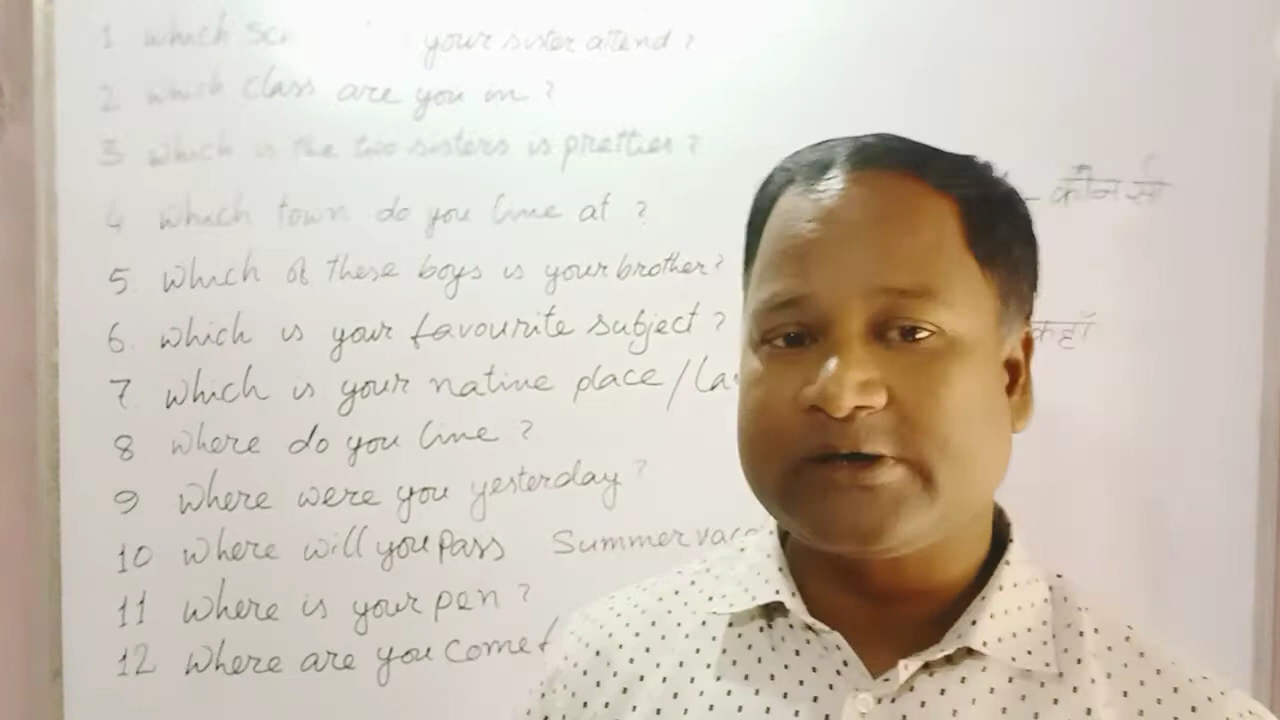 1 which your sister attend ?
2 which class are you in ?
3 which is the two sisters is prettier ?
- कौन सी
4 which town do you live at ?
5. which of these boys is your brother?
6. which is your favourite subject ?
कहाँ
7 which is your native place /
8 where do you live ?
9 where were you yesterday ?
10 where will you pass Summer
11 where is your pen ?
12 where are you come